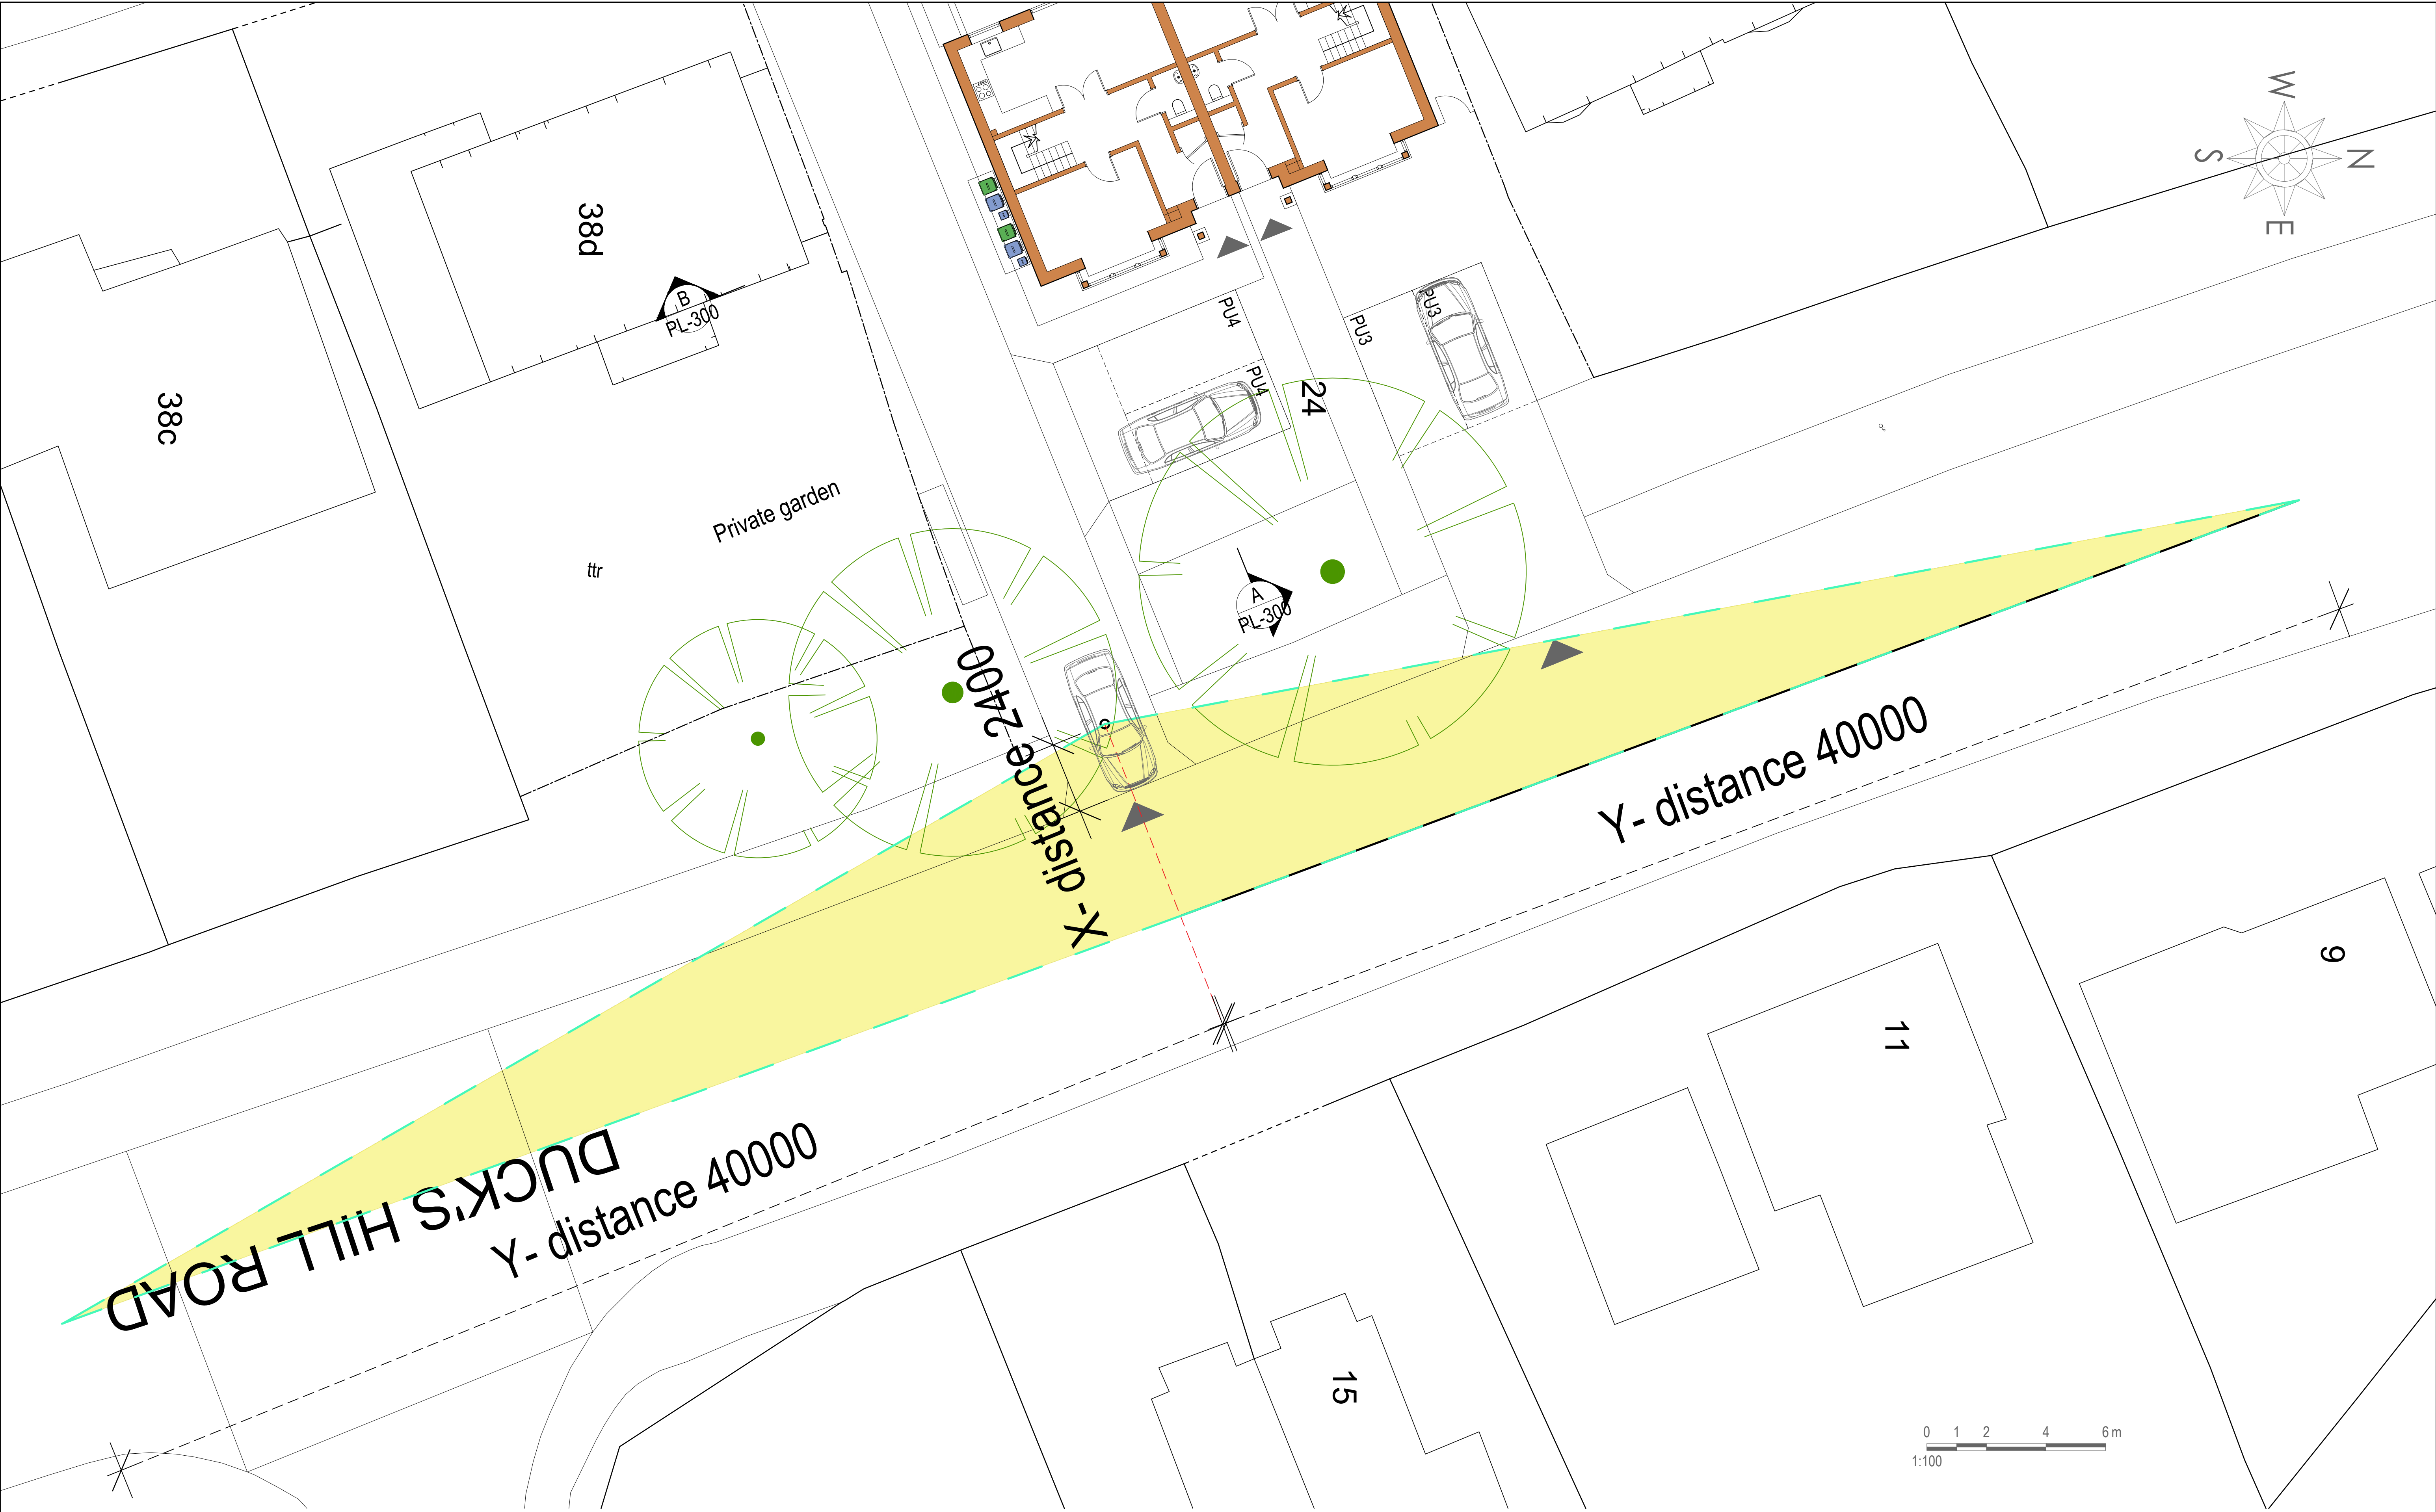 W
S
N
E
38d
B
PL-300
38c
PU4
PU3
PU3
PU4
24
Private garden
ttr
A
PL-300
X- distance 2400
Y- distance 40000
DUCK'S HILL ROAD
Y- distance 40000
9
11
15
0 1 2 4 6 m
1:100